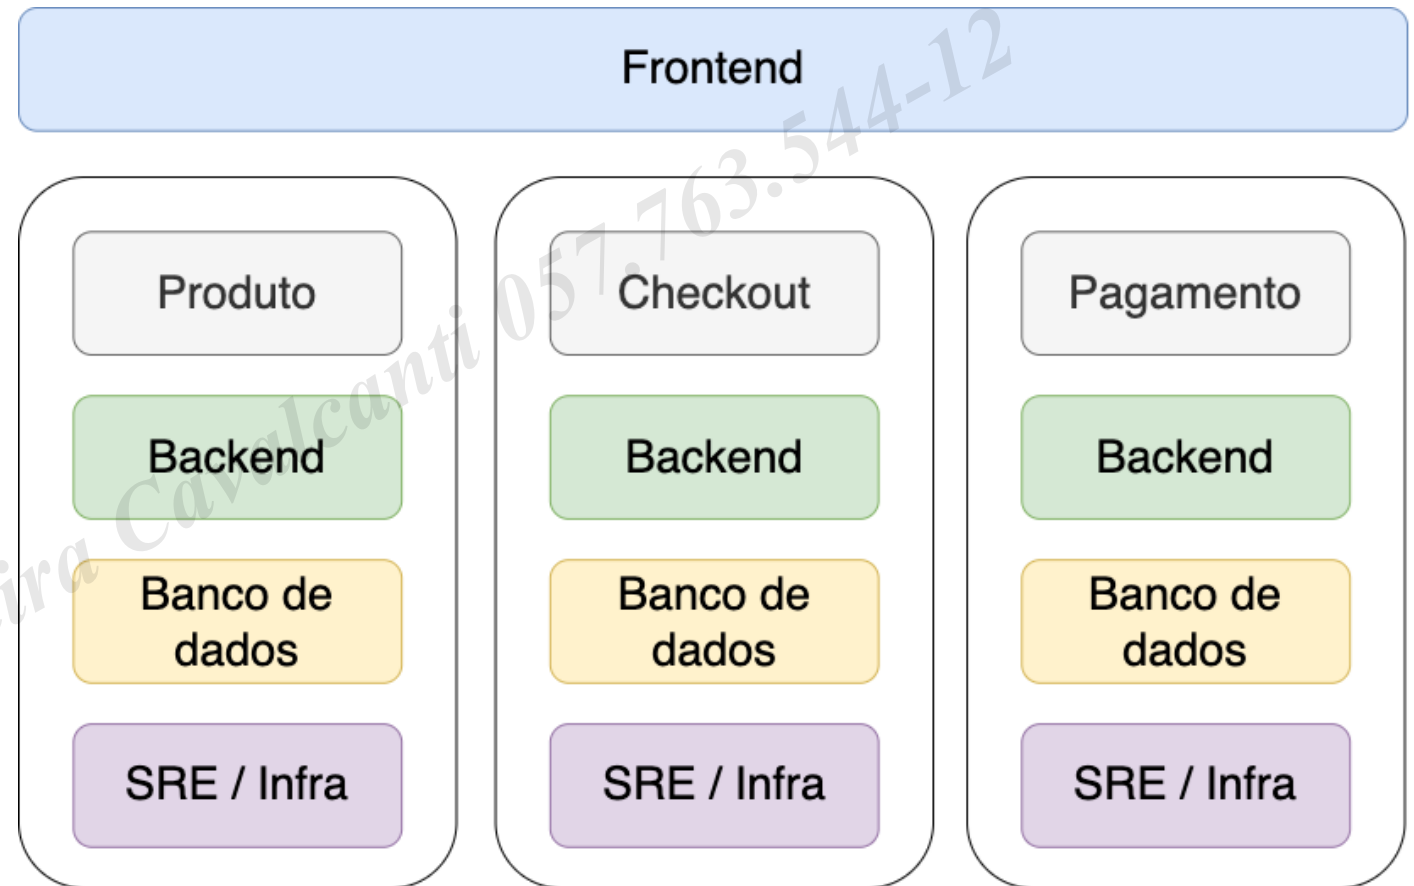 Frontend
Produto
Checkout
Pagamento
Backend
Backend
Backend
Banco de
dados
Banco de
dados
Banco de
dados
SRE / Infra
SRE / Infra
SRE / Infra
Cavalcanti 057.763.544-12